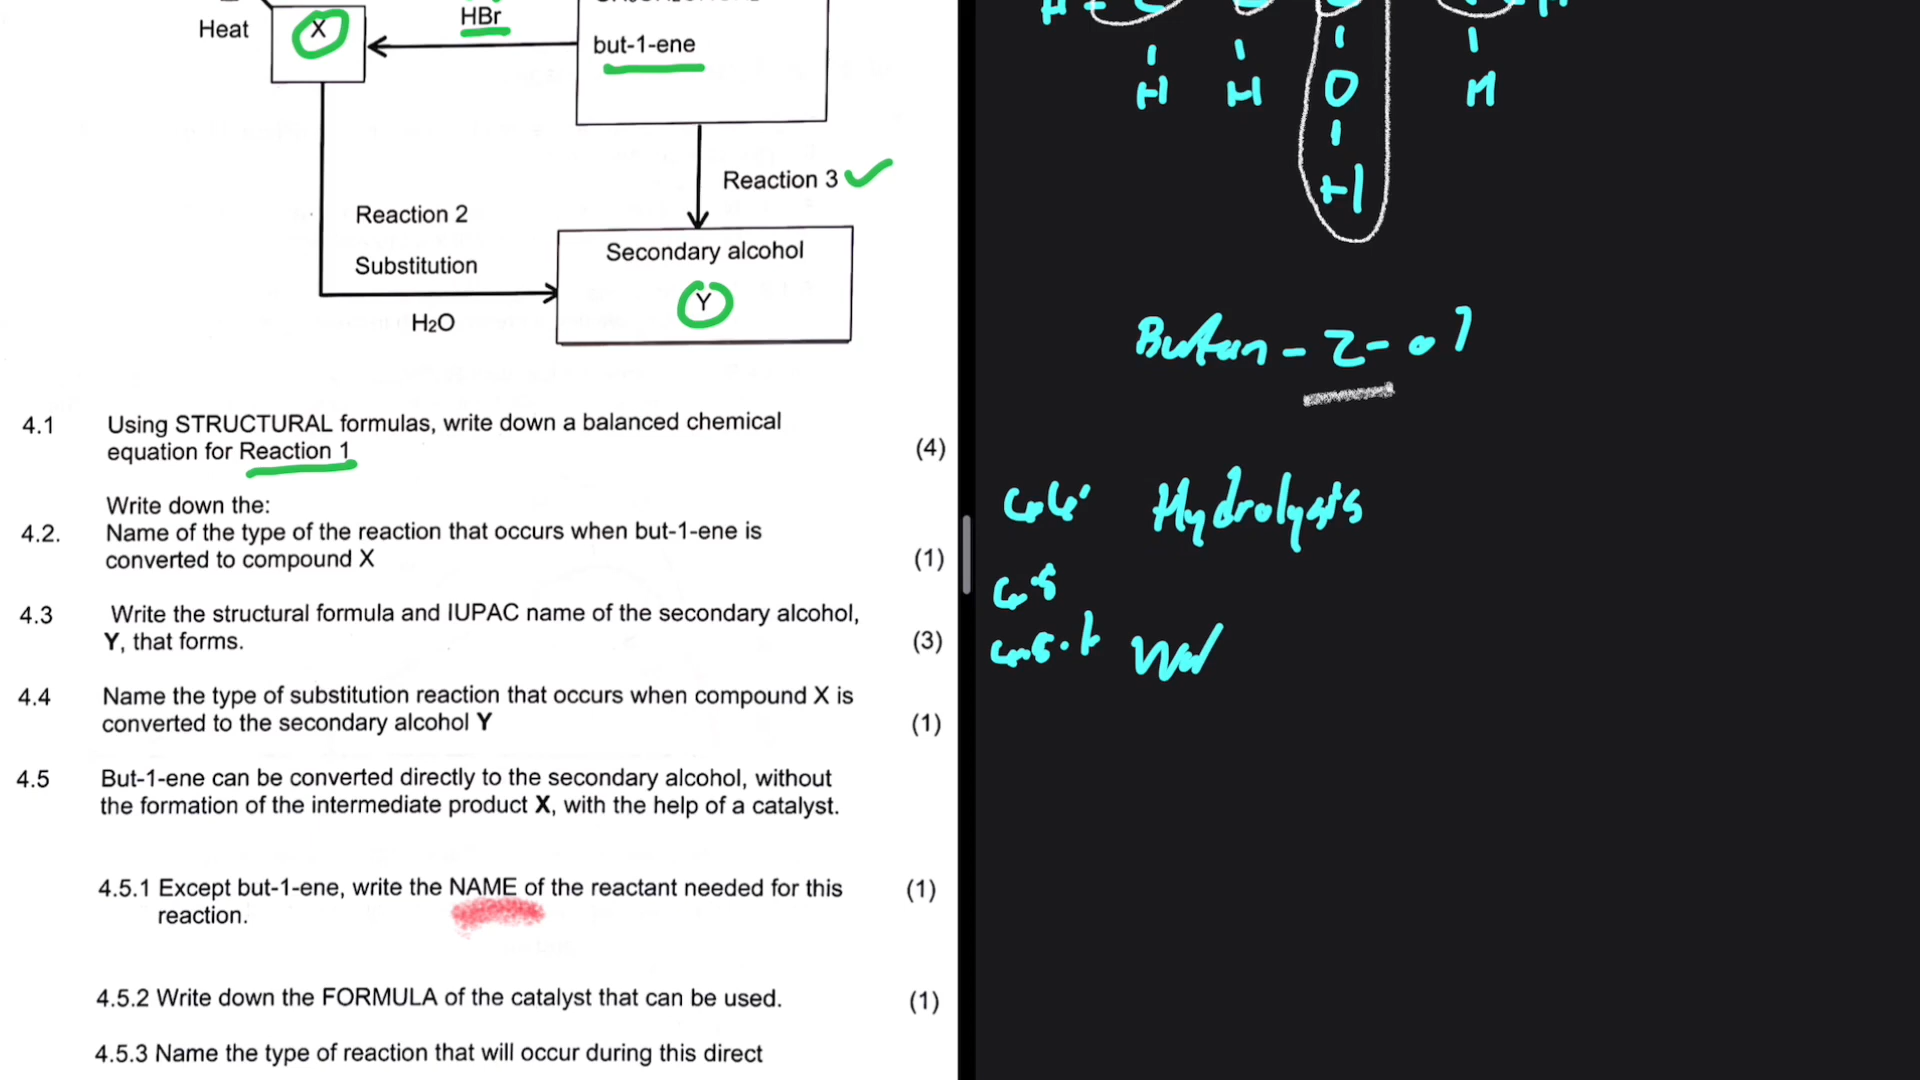 HBr
Heat
X
but-1-ene
Reaction 3
Reaction 2
Substitution
H₂O
Secondary alcohol
Y
4.1 Using STRUCTURAL formulas, write down a balanced chemical
equation for Reaction 1 (4)
Write down the:
4.2. Name of the type of the reaction that occurs when but-1-ene is
converted to compound X (1)
4.3 Write the structural formula and IUPAC name of the secondary alcohol,
Y, that forms. (3)
4.4 Name the type of substitution reaction that occurs when compound X is
converted to the secondary alcohol Y (1)
4.5 But-1-ene can be converted directly to the secondary alcohol, without
the formation of the intermediate product X, with the help of a catalyst.
4.5.1 Except but-1-ene, write the NAME of the reactant needed for this (1)
reaction.
4.5.2 Write down the FORMULA of the catalyst that can be used. (1)
4.5.3 Name the type of reaction that will occur during this direct
H H O H
H
Butan-2-ol
Hydrolysis